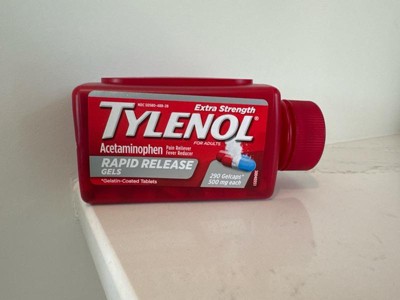 Extra Strength
TYLENOL®
FOR ADULTS
Acetaminophen Pain Reliever
Fever Reducer
RAPID RELEASE
GELS
290 Gelcaps*
500 mg each
*Gelatin-Coated Tablets